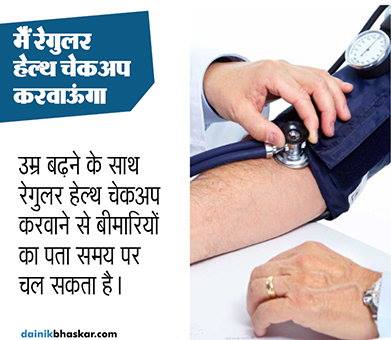 मैं रेगुलर
हेल्थ चेकअप
करवाऊंगा
उम्र बढ़ने के साथ
रेगुलर हेल्थ चेकअप
करवाने से बीमारियों
का पता समय पर
चल सकता है।
dainikbhaskar.com